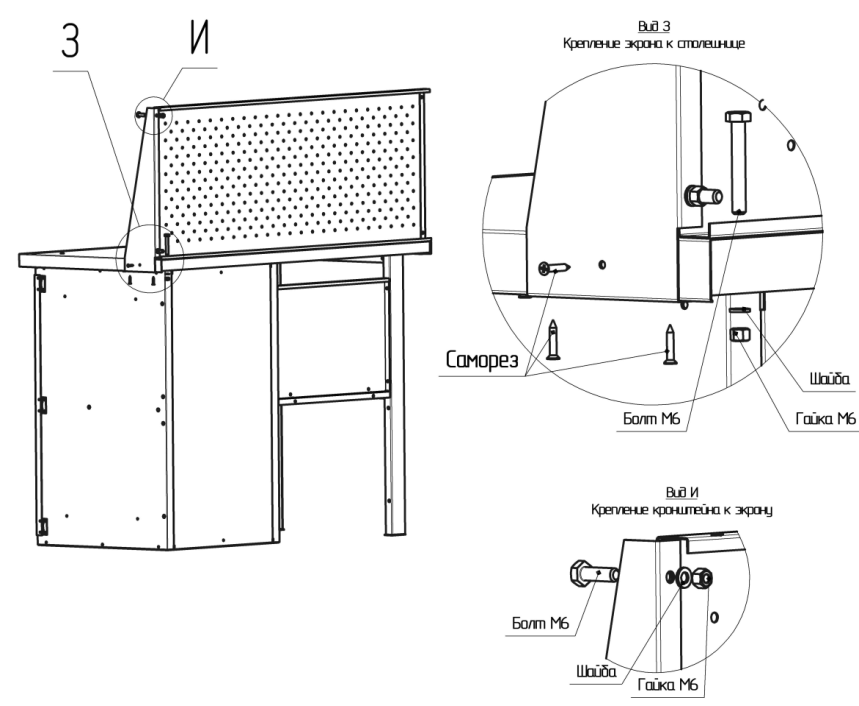 З
И
Вид З
Крепление экрана к столешнице
Саморез
Шайба
Болт М6
Гайка М6
Вид И
Крепление кронштейна к экрану
Болт М6
Шайба
Гайка М6